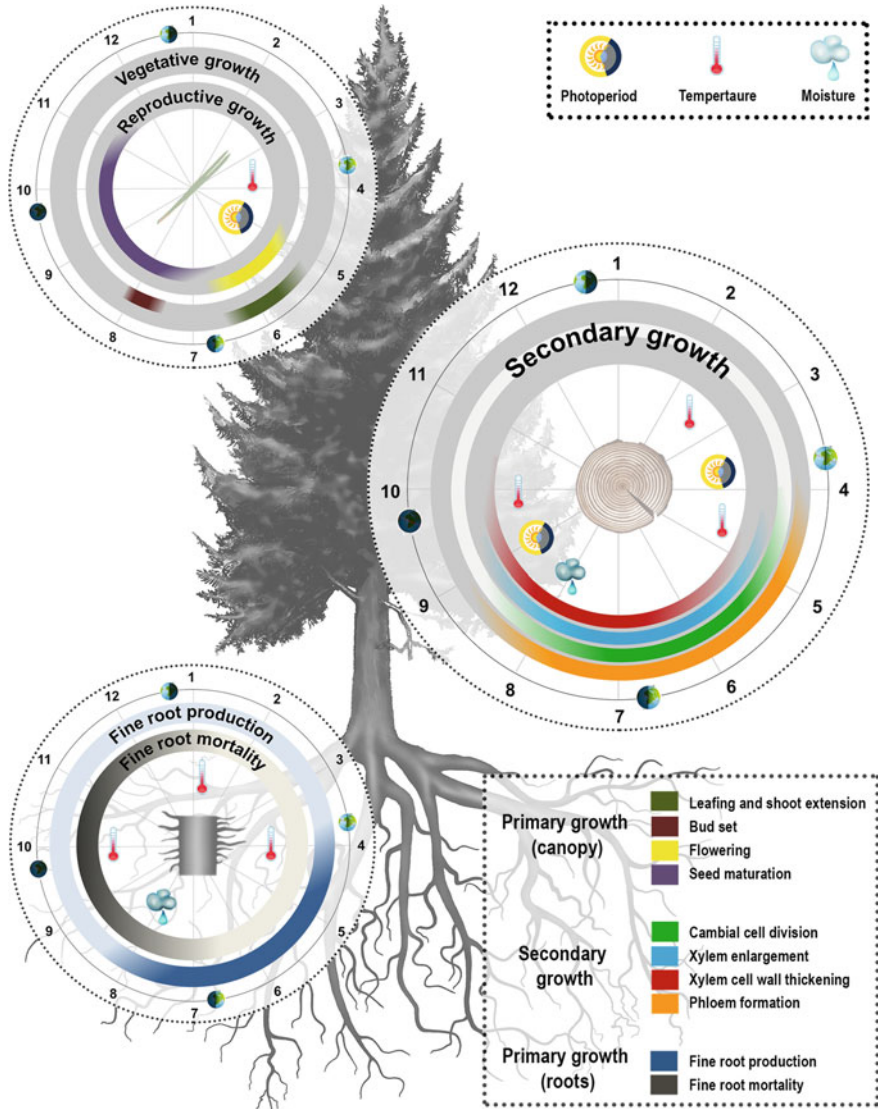 Photoperiod
Tempertaure
Moisture
1
2
3
4
5
6
7
8
9
10
11
12
Vegetative growth
Reproductive growth
1
2
3
4
5
6
7
8
9
10
11
12
Secondary growth
1
2
3
4
5
6
7
8
9
10
11
12
Fine root production
Fine root mortality
Primary growth
(canopy)
Leafing and shoot extension
Bud set
Flowering
Seed maturation
Secondary
growth
Cambial cell division
Xylem enlargement
Xylem cell wall thickening
Phloem formation
Primary growth
(roots)
Fine root production
Fine root mortality